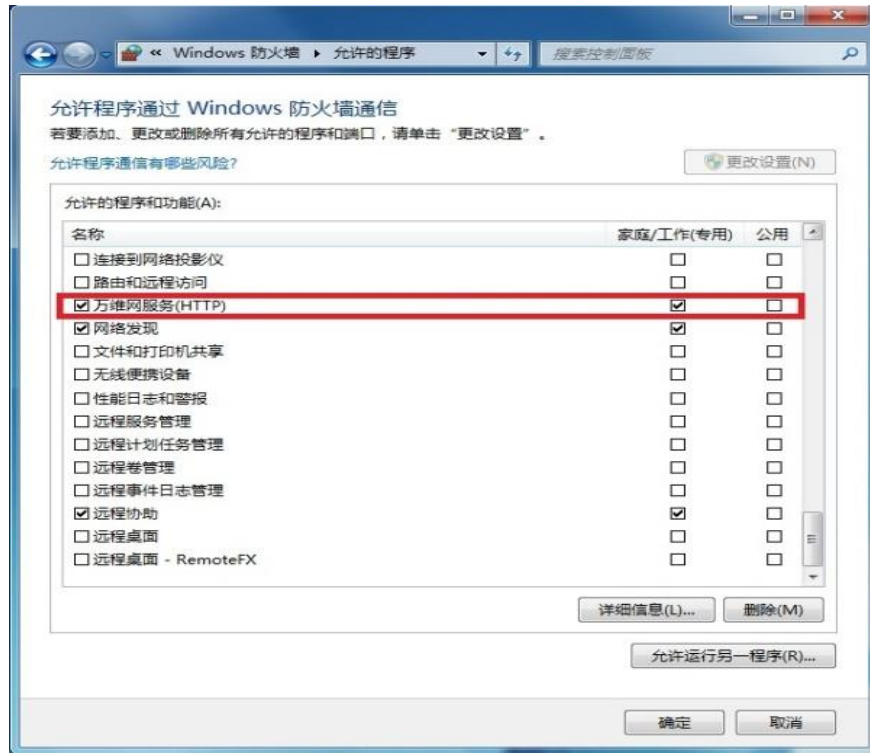 « Windows 防火墙 ▸ 允许的程序
搜索控制面板
允许程序通过 Windows 防火墙通信
若要添加、更改或删除所有允许的程序和端口，请单击“更改设置”。
允许程序通信有哪些风险?
更改设置(N)
允许的程序和功能(A):
名称 家庭/工作(专用) 公用
连接到网络投影仪
路由和远程访问
万维网服务(HTTP)
网络发现
文件和打印机共享
无线便携设备
性能日志和警报
远程服务管理
远程计划任务管理
远程卷管理
远程事件日志管理
远程协助
远程桌面
远程桌面 - RemoteFX
详细信息(L)... 删除(M)
允许运行另一程序(R)...
确定 取消